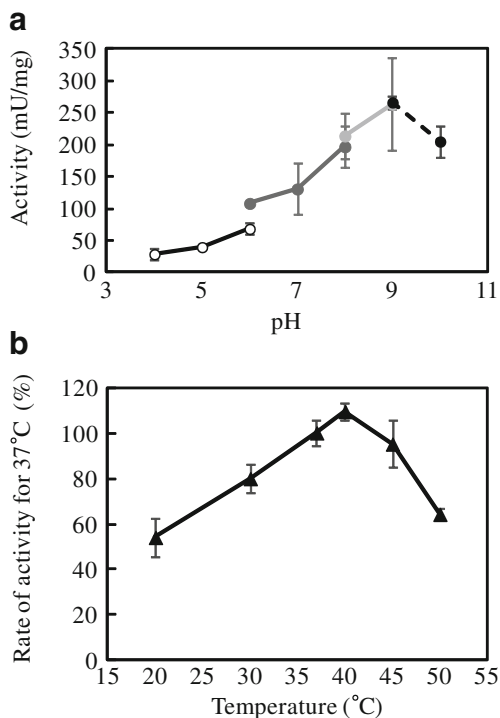 a
350
300
250
200
150
100
50
0
Activity (mU/mg)
3 5 7 9 11
pH
b
120
100
80
60
40
20
0
Rate of activity for 37°C (%)
15 20 25 30 35 40 45 50 55
Temperature (°C)